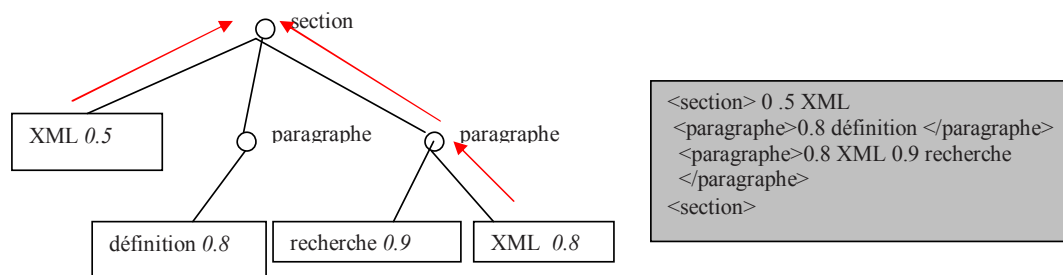 section
XML 0.5
paragraphe
paragraphe
définition 0.8
recherche 0.9
XML 0.8
<section> 0 .5 XML
<paragraphe>0.8 définition </paragraphe>
<paragraphe>0.8 XML 0.9 recherche
</paragraphe>
<section>